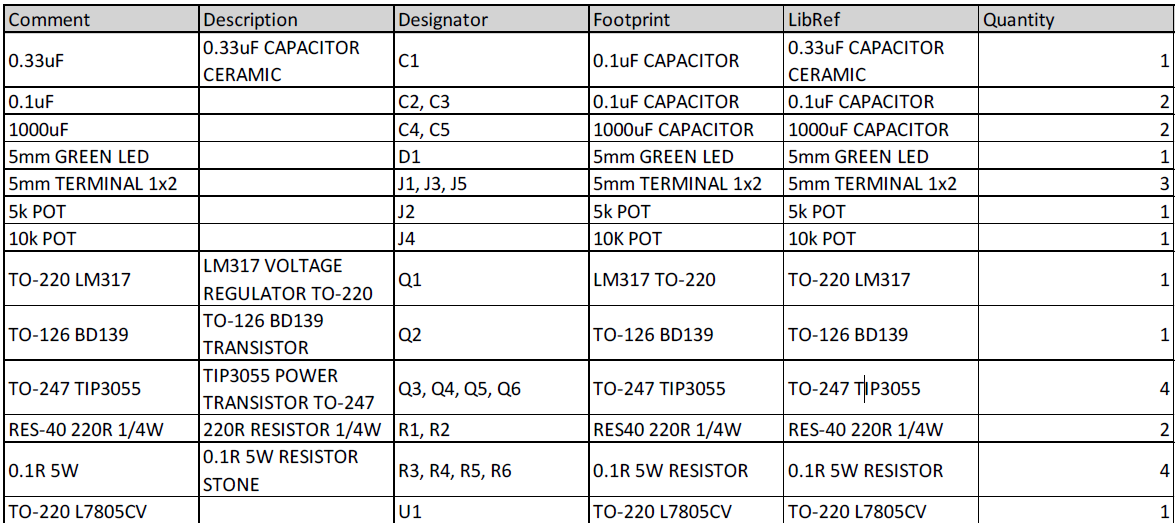 Comment Description Designator Footprint LibRef Quantity
0.33uF 0.33uF CAPACITOR CERAMIC C1 0.1uF CAPACITOR 0.33uF CAPACITOR CERAMIC 1
0.1uF C2, C3 0.1uF CAPACITOR 0.1uF CAPACITOR 2
1000uF C4, C5 1000uF CAPACITOR 1000uF CAPACITOR 2
5mm GREEN LED D1 5mm GREEN LED 5mm GREEN LED 1
5mm TERMINAL 1x2 J1, J3, J5 5mm TERMINAL 1x2 5mm TERMINAL 1x2 3
5k POT J2 5k POT 5k POT 1
10k POT J4 10K POT 10k POT 1
TO-220 LM317 LM317 VOLTAGE REGULATOR TO-220 Q1 LM317 TO-220 TO-220 LM317 1
TO-126 BD139 TO-126 BD139 TRANSISTOR Q2 TO-126 BD139 TO-126 BD139 1
TO-247 TIP3055 TIP3055 POWER TRANSISTOR TO-247 Q3, Q4, Q5, Q6 TO-247 TIP3055 TO-247 TIP3055 4
RES-40 220R 1/4W 220R RESISTOR 1/4W R1, R2 RES40 220R 1/4W RES-40 220R 1/4W 2
0.1R 5W 0.1R 5W RESISTOR STONE R3, R4, R5, R6 0.1R 5W RESISTOR 0.1R 5W RESISTOR 4
TO-220 L7805CV U1 TO-220 L7805CV TO-220 L7805CV 1